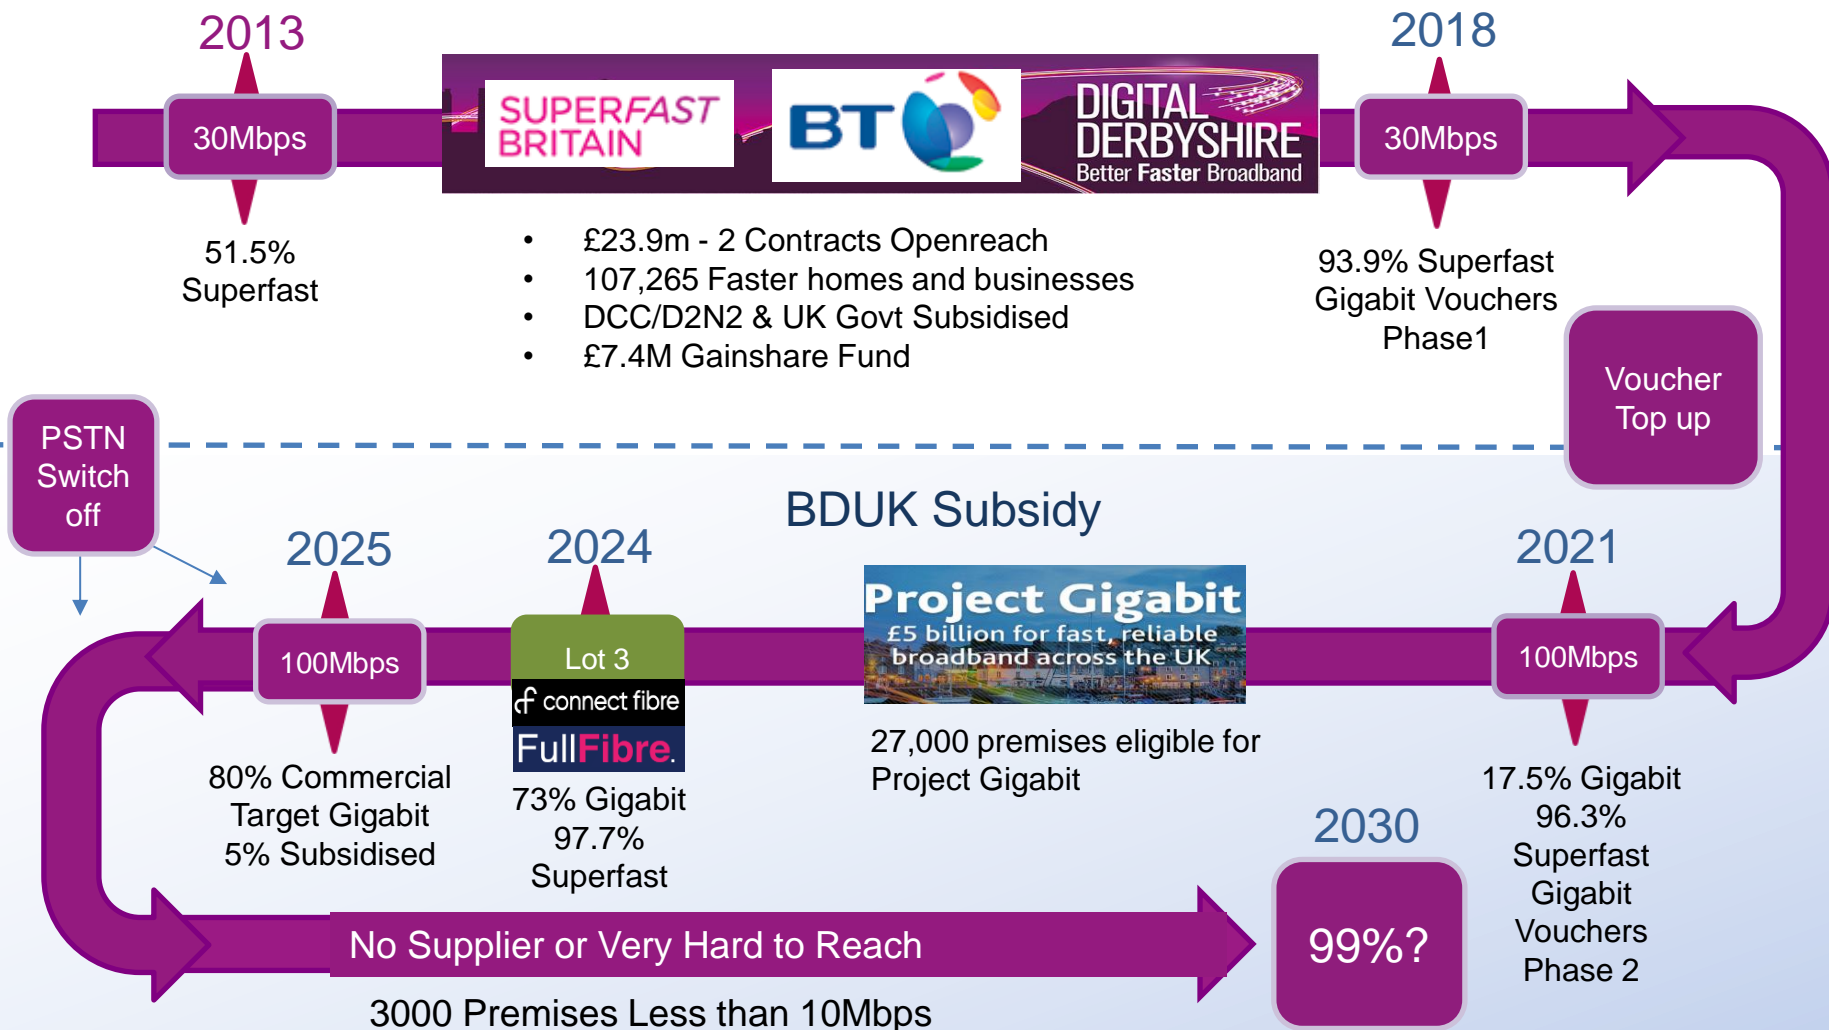 2013
30Mbps
51.5%
Superfast
SUPERFAST
BRITAIN
BT
DIGITAL
DERBYSHIRE
Better Faster Broadband
• £23.9m - 2 Contracts Openreach
• 107,265 Faster homes and businesses
• DCC/D2N2 & UK Govt Subsidised
• £7.4M Gainshare Fund
2018
30Mbps
93.9% Superfast
Gigabit Vouchers
Phase1
Voucher
Top up
PSTN
Switch
off
BDUK Subsidy
2021
100Mbps
17.5% Gigabit
96.3%
Superfast
Gigabit
Vouchers
Phase 2
Project Gigabit
£5 billion for fast, reliable
broadband across the UK
27,000 premises eligible for
Project Gigabit
2024
Lot 3
cf connect fibre
FullFibre.
73% Gigabit
97.7%
Superfast
2025
100Mbps
80% Commercial
Target Gigabit
5% Subsidised
No Supplier or Very Hard to Reach
3000 Premises Less than 10Mbps
2030
99%?